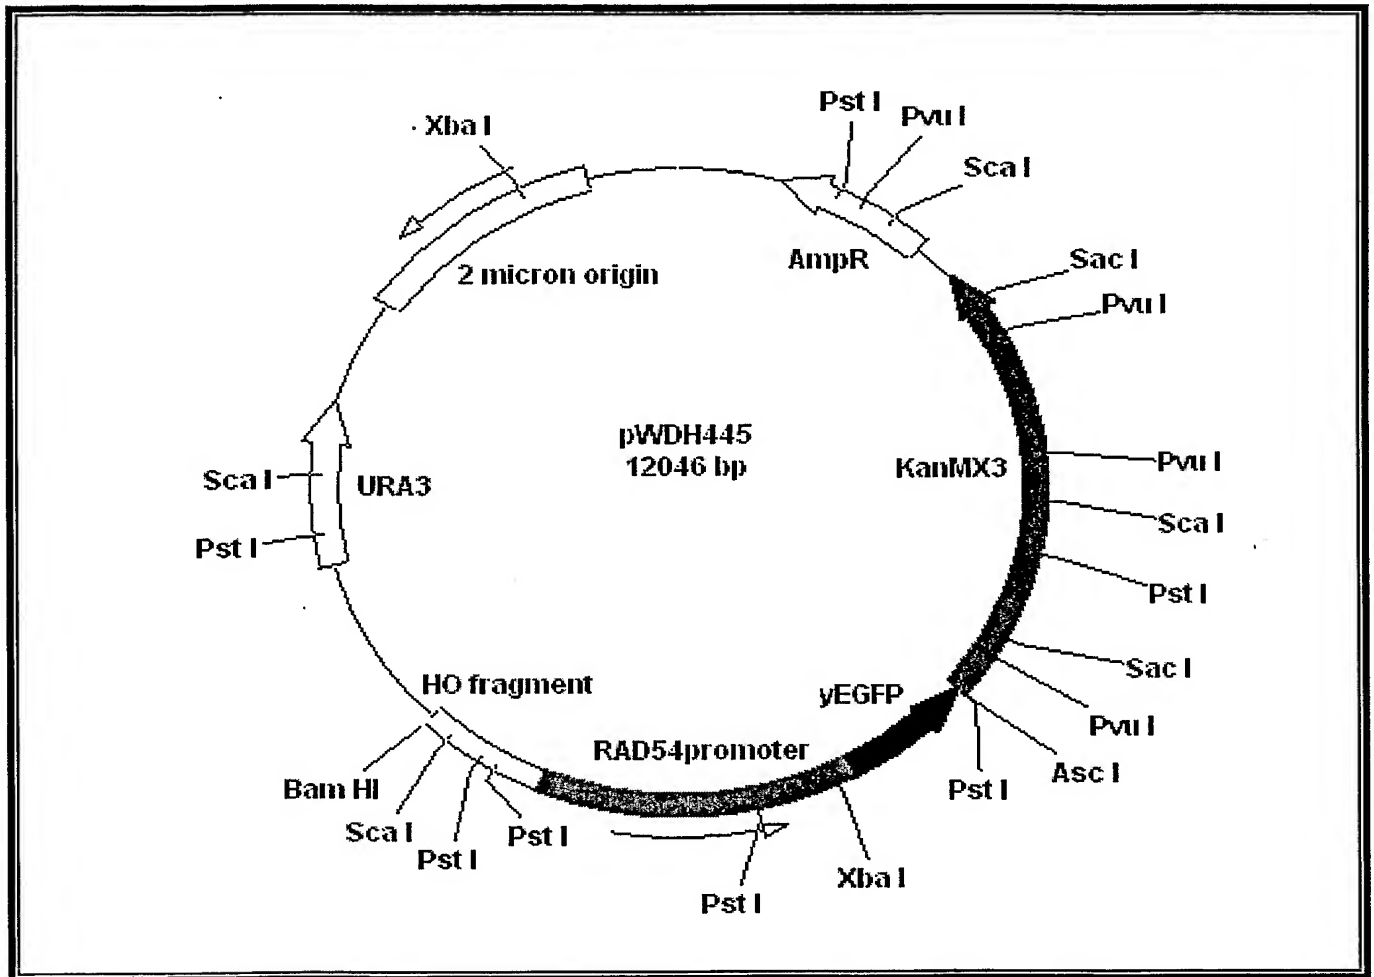 Pst I
Pvu I
Xba I
Sca I
AmpR
Sac I
2 micron origin
Pvu I
pWDH445
12046 bp
KanMX3
Pvu I
Sca I
URA3
Sca I
Pst I
Pst I
Sac I
HO fragment
yEGFP
Pvu I
RAD54promoter
Asc I
Bam HI
Pst I
Sca I
Pst I
Pst I
Xba I
Pst I